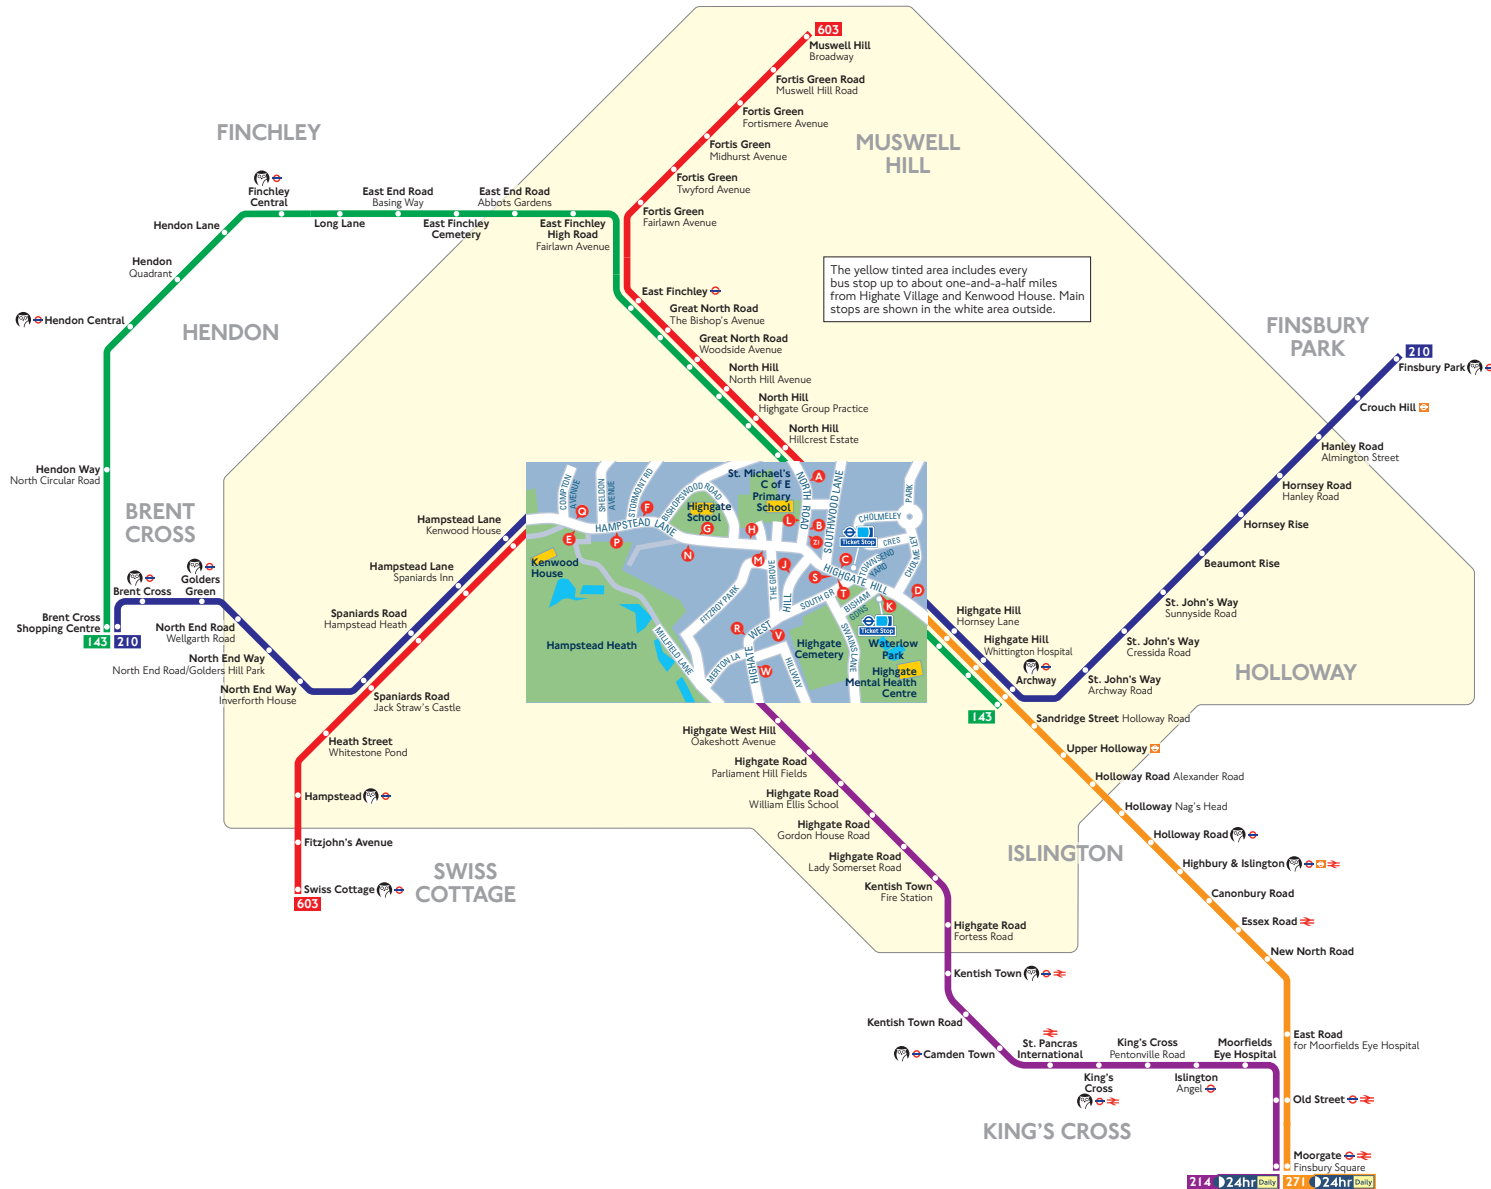 603
Muswell Hill
Broadway
Fortis Green Road
Muswell Hill Road
Fortis Green
Fortismere Avenue
Fortis Green
Midhurst Avenue
Fortis Green
Twyford Avenue
Fortis Green
Fairlawn Avenue
MUSWELL
HILL
FINCHLEY
Finchley
Central
East End Road
Basing Way
East End Road
Abbots Gardens
Hendon Lane
Long Lane
East Finchley
Cemetery
East Finchley
High Road
Fairlawn Avenue
Hendon
Quadrant
Hendon Central
HENDON
East Finchley
Great North Road
The Bishop's Avenue
Great North Road
Woodside Avenue
North Hill
North Hill Avenue
North Hill
Highgate Group Practice
North Hill
Hillcrest Estate
The yellow tinted area includes every
bus stop up to about one-and-a-half miles
from Highate Village and Kenwood House. Main
stops are shown in the white area outside.
FINSBURY
PARK
210
Finsbury Park
Crouch Hill
Hanley Road
Almington Street
Hornsey Road
Hanley Road
Hornsey Rise
Beaumont Rise
St. John's Way
Sunnyside Road
St. John's Way
Cressida Road
St. John's Way
Archway Road
HOLLOWAY
Hendon Way
North Circular Road
BRENT
CROSS
Brent Cross
Golders
Green
Brent Cross
Shopping Centre
143
210
North End Road
Wellgarth Road
North End Way
North End Road/Golders Hill Park
North End Way
Inverforth House
Hampstead Lane
Kenwood House
Hampstead Lane
Spaniards Inn
Spaniards Road
Hampstead Heath
Spaniards Road
Jack Straw's Castle
Heath Street
Whitestone Pond
Hampstead
Fitzjohn's Avenue
Swiss Cottage
603
SWISS
COTTAGE
COMPTON
AVENUE
SHELDON
AVENUE
STORMONT RD
BISHOPSWOOD ROAD
St. Michael's
C of E
Primary
School
NORTH ROAD
SOUTHWOOD LANE
PARK
Highgate
School
HAMPSTEAD LANE
CHOLMELEY
CRES
CHOLMELEY
Ticket Stop
TOWNSEND
YARD
HIGHGATE HILL
Kenwood
House
THE GROVE
FITZROY PARK
SOUTH GR
BISHAM
GDNS
SWAINS LANE
Ticket Stop
HIGHGATE WEST HILL
MERTON LA
HILLWAY
MILLFIELD LANE
Hampstead Heath
Highgate
Cemetery
Waterlow
Park
Highgate
Mental Health
Centre
A
Q
F
L
B
ZI
G
H
E
P
N
M
J
C
S
T
K
D
R
V
W
Highgate Hill
Hornsey Lane
Highgate Hill
Whittington Hospital
Archway
143
Sandridge Street Holloway Road
Upper Holloway
Holloway Road Alexander Road
Holloway Nag's Head
Holloway Road
Highbury & Islington
Canonbury Road
Essex Road
New North Road
East Road
for Moorfields Eye Hospital
Old Street
Moorgate
Finsbury Square
271 24hr Daily
ISLINGTON
Highgate West Hill
Oakeshott Avenue
Highgate Road
Parliament Hill Fields
Highgate Road
William Ellis School
Highgate Road
Gordon House Road
Highgate Road
Lady Somerset Road
Kentish Town
Fire Station
Highgate Road
Fortess Road
Kentish Town
Kentish Town Road
Camden Town
St. Pancras
International
King's
Cross
King's Cross
Pentonville Road
Islington
Angel
Moorfields
Eye Hospital
KING'S CROSS
214 24hr Daily